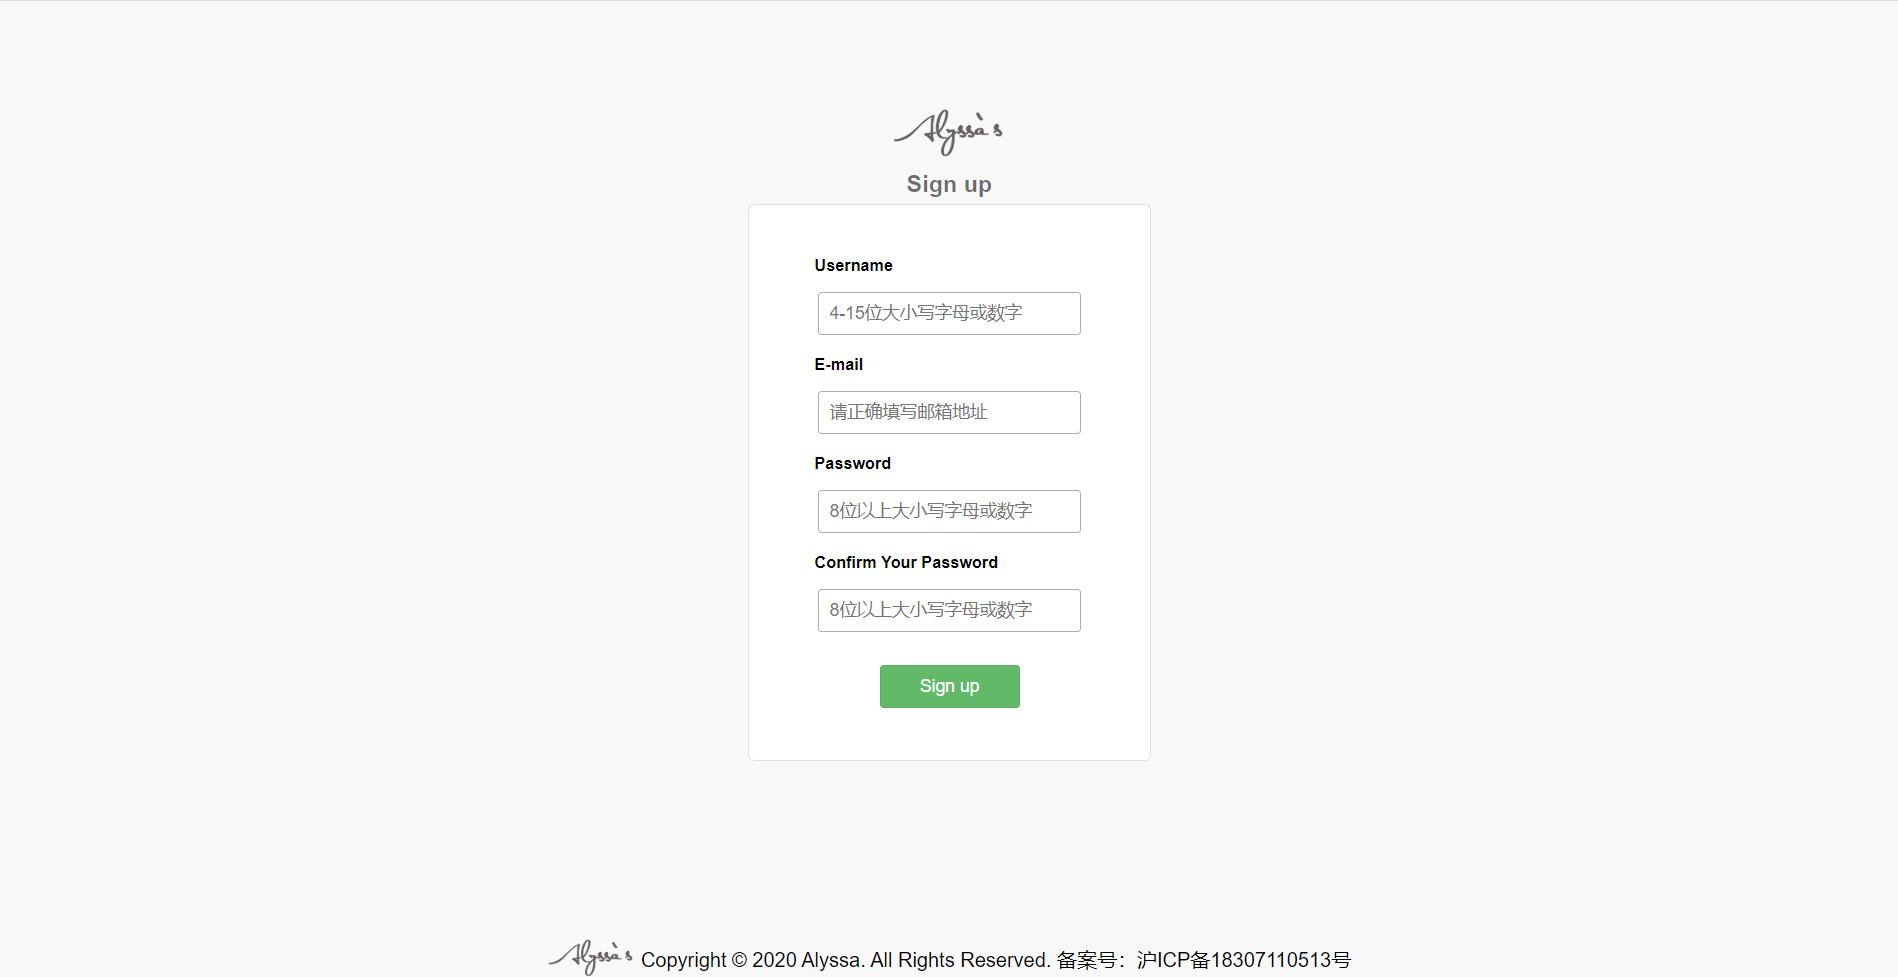 Alyssa's
Sign up
Username
4-15位大小写字母或数字
E-mail
请正确填写邮箱地址
Password
8位以上大小写字母或数字
Confirm Your Password
8位以上大小写字母或数字
Sign up
Alyssa's Copyright © 2020 Alyssa. All Rights Reserved. 备案号：沪ICP备18307110513号